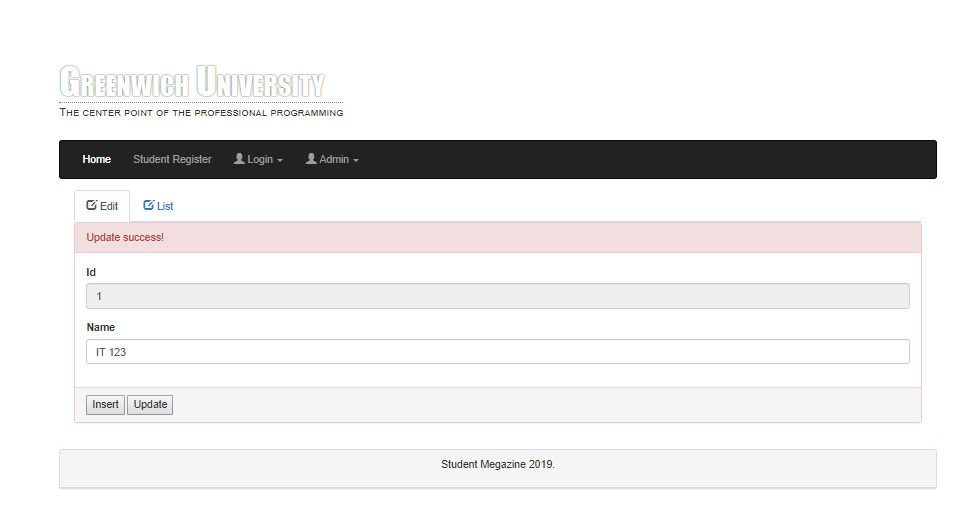 Greenwich University
The center point of the professional programming
Home Student Register Login Admin
Edit List
Update success!
Id
1
Name
IT 123
Insert Update
Student Megazine 2019.